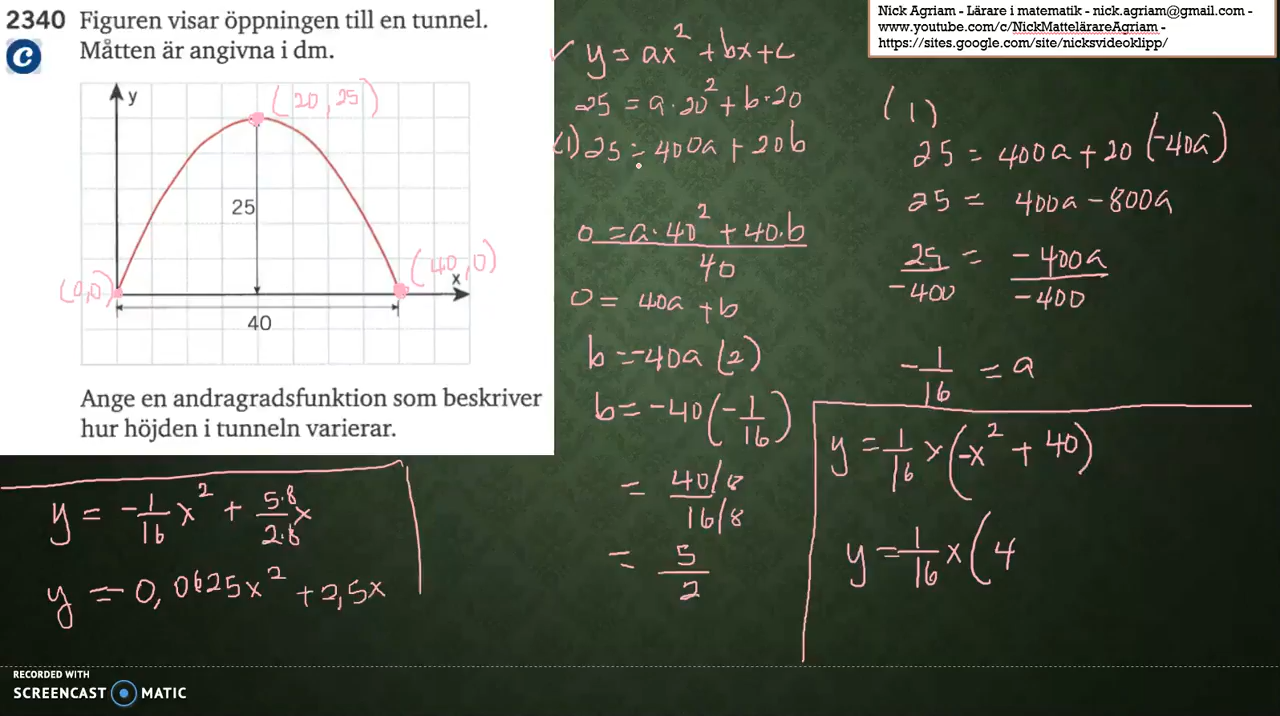 2340 Figuren visar öppningen till en tunnel.
C Måtten är angivna i dm.
y
(20, 25)
25
(0,0)
(40,0)
x
40
Ange en andragradsfunktion som beskriver
hur höjden i tunneln varierar.
y = -1/16 x² + 5·8/2·8 x
y = 0,0625x² + 2,5x
✓ y = ax² + bx + c
25 = a·20² + b·20
(1) 25 = 400a + 20b
0 = a·40² + 40·b
40
0 = 40a + b
b = -40a (2)
b = -40(-1/16)
= 40/8
16/8
= 5/2
Nick Agriam - Lärare i matematik - nick.agriam@gmail.com -
www.youtube.com/c/NickMattelärareAgriam -
https://sites.google.com/site/nicksvideoklipp/
(1)
25 = 400a + 20(-40a)
25 = 400a - 800a
25/-400 = -400a/-400
-1/16 = a
y = 1/16 x(-x² + 40)
y = 1/16 x(4
RECORDED WITH
SCREENCAST MATIC